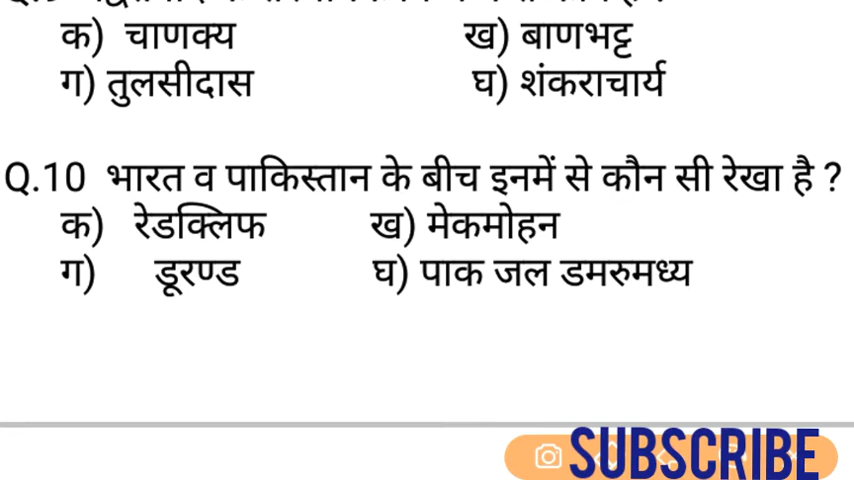 क) चाणक्य ख) बाणभट्ट
ग) तुलसीदास घ) शंकराचार्य
Q.10 भारत व पाकिस्तान के बीच इनमें से कौन सी रेखा है ?
क) रेडक्लिफ ख) मेकमोहन
ग) डूरण्ड घ) पाक जल डमरुमध्य
SUBSCRIBE